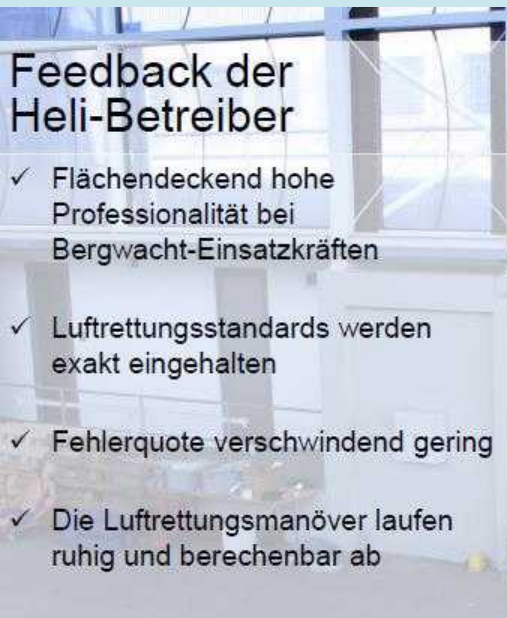 Feedback der
Heli-Betreiber
✓ Flächendeckend hohe
Professionalität bei
Bergwacht-Einsatzkräften
✓ Luftrettungsstandards werden
exakt eingehalten
✓ Fehlerquote verschwindend gering
✓ Die Luftrettungsmanöver laufen
ruhig und berechenbar ab